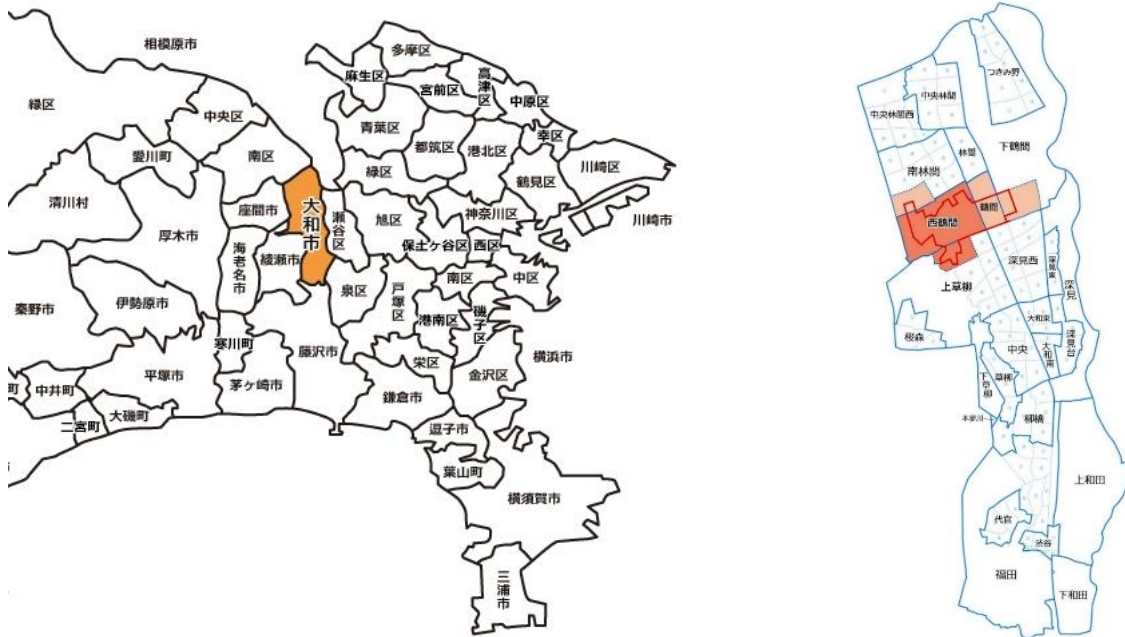 相模原市
多摩区
麻生区
高津区
宮前区
中原区
緑区
中央区
青葉区
幸区
都筑区
港北区
川崎区
愛川町
南区
緑区
鶴見区
清川村
座間市
大和市
瀬谷区
旭区
神奈川区
川崎市
厚木市
海老名市
綾瀬市
保土ヶ谷区
西区
泉区
戸塚区
南区
中区
伊勢原市
秦野市
寒川町
港南区
磯子区
藤沢市
栄区
横浜市
金沢区
中井町
平塚市
茅ヶ崎市
鎌倉市
二宮町
大磯町
逗子市
葉山町
横須賀市
三浦市
つきみ野
中央林間
中央林間西
林間
下鶴間
南林間
鶴間
西鶴間
深見西
深見東
上草柳
深見
大和東
桜森
中央
大和南
深見台
下草柳
草柳
柳橋
上和田
代官
渋谷
福田
下和田